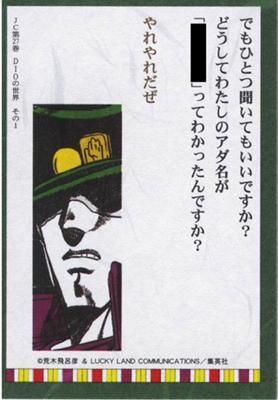 でもひとつ聞いてもいいですか?
どうしてわたしのアダ名が
「　」ってわかったんですか?
やれやれだぜ
JC第27巻 DIOの世界 その1
©荒木飛呂彦 & LUCKY LAND COMMUNICATIONS／集英社